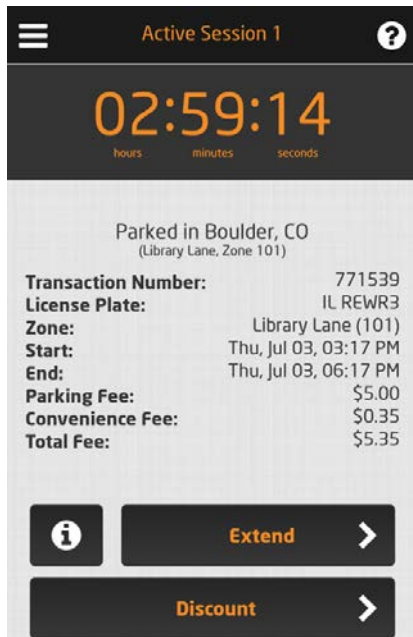 Active Session 1
?
02:59:14
hours minutes seconds
Parked in Boulder, CO
(Library Lane, Zone 101)
Transaction Number: 771539
License Plate: IL REWR3
Zone: Library Lane (101)
Start: Thu, Jul 03, 03:17 PM
End: Thu, Jul 03, 06:17 PM
Parking Fee: $5.00
Convenience Fee: $0.35
Total Fee: $5.35
i Extend
Discount